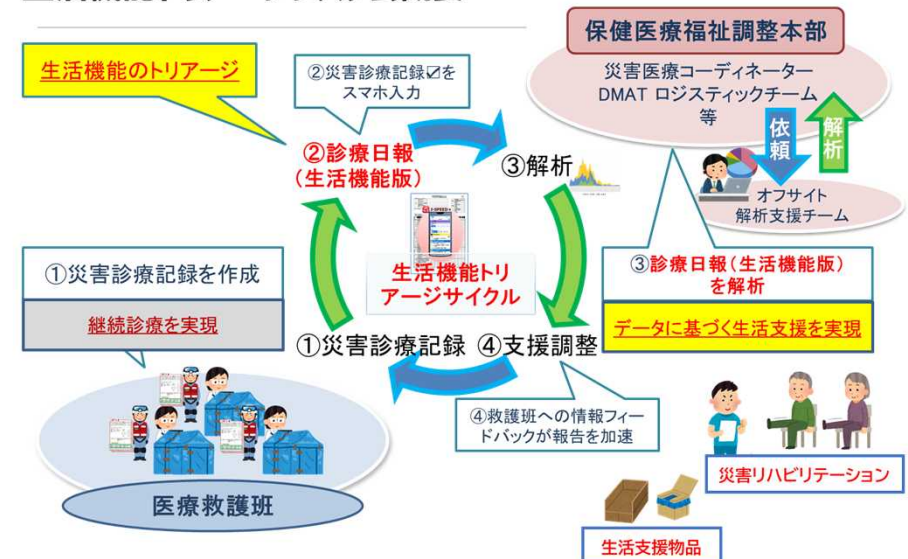 保健医療福祉調整本部
災害医療コーディネーター
DMAT ロジスティックチーム
等
依頼
解析
オフサイト
解析支援チーム
生活機能のトリアージ
②災害診療記録☑を
スマホ入力
②診療日報
(生活機能版)
③解析
生活機能トリ
アージサイクル
①災害診療記録
④支援調整
①災害診療記録を作成
継続診療を実現
③診療日報(生活機能版)
を解析
データに基づく生活支援を実現
④救護班への情報フィー
ドバックが報告を加速
医療救護班
災害リハビリテーション
生活支援物品